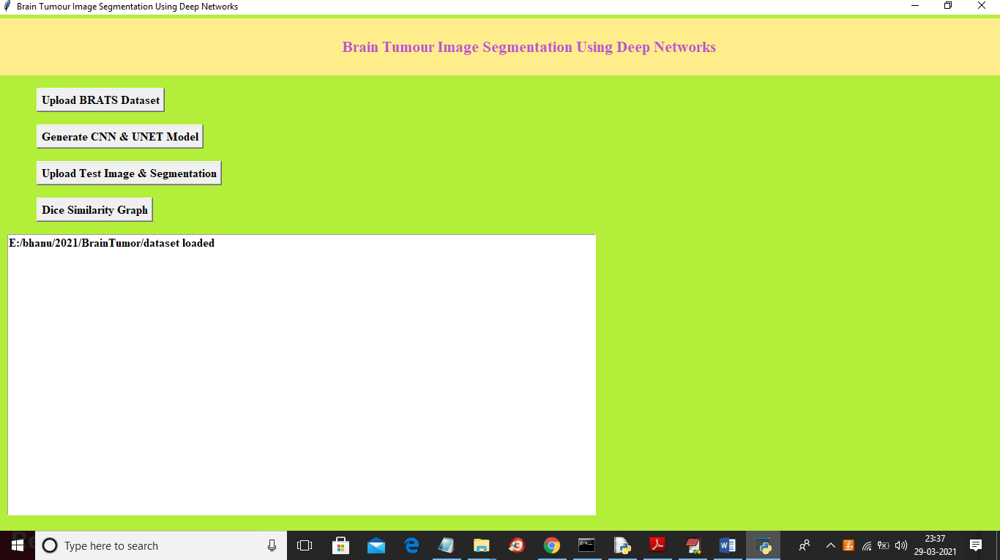 Brain Tumour Image Segmentation Using Deep Networks
Brain Tumour Image Segmentation Using Deep Networks
Upload BRATS Dataset
Generate CNN & UNET Model
Upload Test Image & Segmentation
Dice Similarity Graph
E:/bhanu/2021/BrainTumor/dataset loaded
Type here to search
23:37
29-03-2021